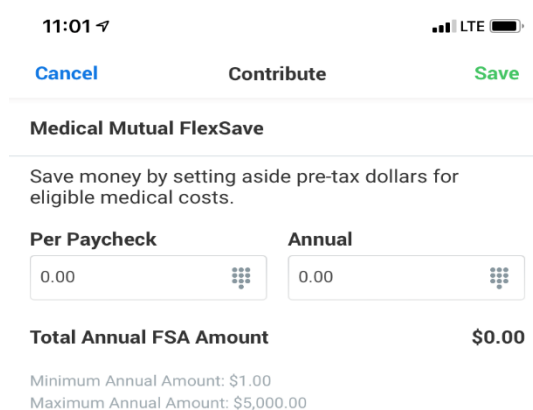 11:01 LTE
Cancel Contribute Save
Medical Mutual FlexSave
Save money by setting aside pre-tax dollars for
eligible medical costs.
Per Paycheck Annual
0.00 0.00
Total Annual FSA Amount $0.00
Minimum Annual Amount: $1.00
Maximum Annual Amount: $5,000.00